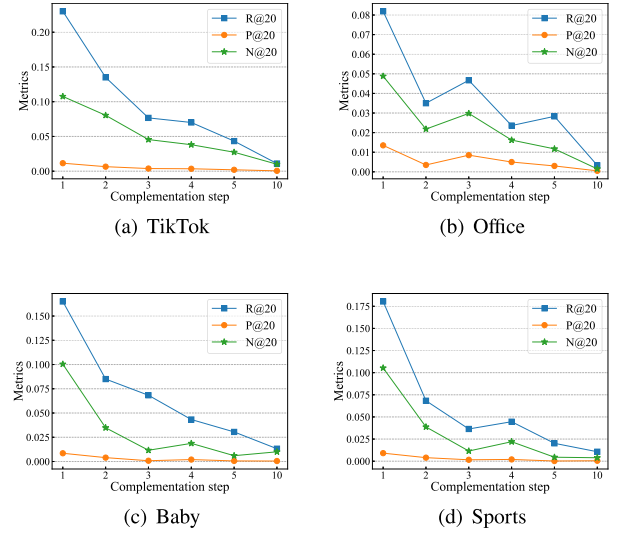 0.20
0.15
0.10
0.05
0.00
Metrics
R@20
P@20
N@20
1 2 3 4 5 10
Complementation step
(a) TikTok
0.08
0.07
0.06
0.05
0.04
0.03
0.02
0.01
0.00
Metrics
R@20
P@20
N@20
1 2 3 4 5 10
Complementation step
(b) Office
0.150
0.125
0.100
0.075
0.050
0.025
0.000
Metrics
R@20
P@20
N@20
1 2 3 4 5 10
Complementation step
(c) Baby
0.175
0.150
0.125
0.100
0.075
0.050
0.025
0.000
Metrics
R@20
P@20
N@20
1 2 3 4 5 10
Complementation step
(d) Sports